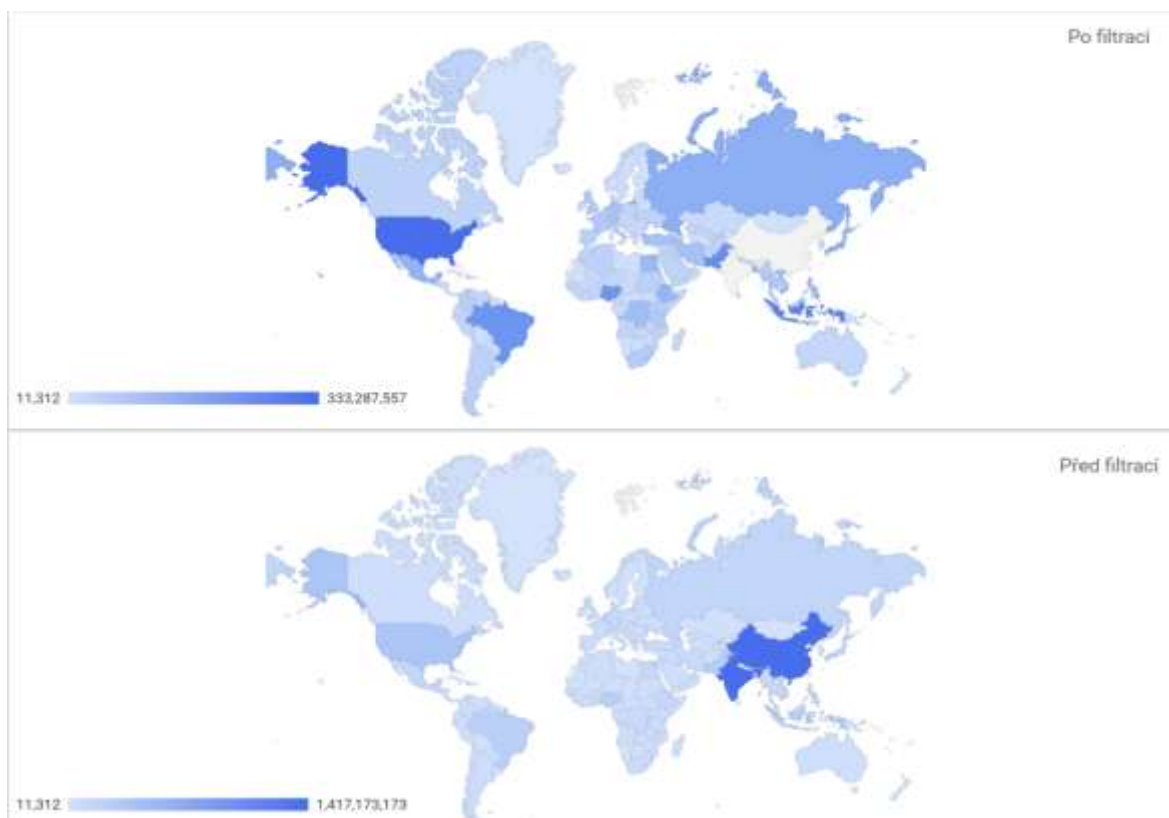 Po filtraci
11,312
333,287,557
Před filtrací
11,312
1,417,173,173